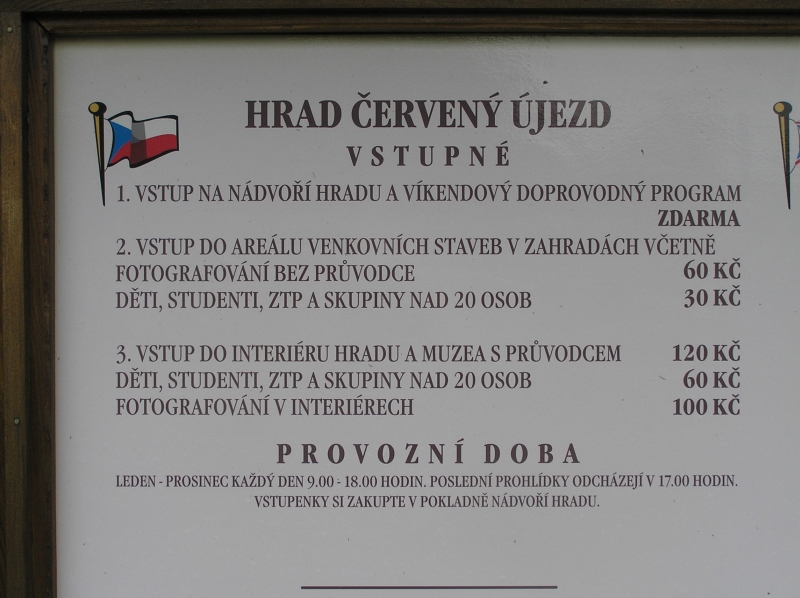 HRAD ČERVENÝ ÚJEZD
VSTUPNÉ
1. VSTUP NA NÁDVOŘÍ HRADU A VÍKENDOVÝ DOPROVODNÝ PROGRAM
ZDARMA
2. VSTUP DO AREÁLU VENKOVNÍCH STAVEB V ZAHRADÁCH VČETNĚ
FOTOGRAFOVÁNÍ BEZ PRŮVODCE 60 KČ
DĚTI, STUDENTI, ZTP A SKUPINY NAD 20 OSOB 30 KČ
3. VSTUP DO INTERIÉRU HRADU A MUZEA S PRŮVODCEM 120 KČ
DĚTI, STUDENTI, ZTP A SKUPINY NAD 20 OSOB 60 KČ
FOTOGRAFOVÁNÍ V INTERIÉRECH 100 KČ
PROVOZNÍ DOBA
LEDEN - PROSINEC KAŽDÝ DEN 9.00 - 18.00 HODIN. POSLEDNÍ PROHLÍDKY ODCHÁZEJÍ V 17.00 HODIN.
VSTUPENKY SI ZAKUPTE V POKLADNĚ NÁDVOŘÍ HRADU.